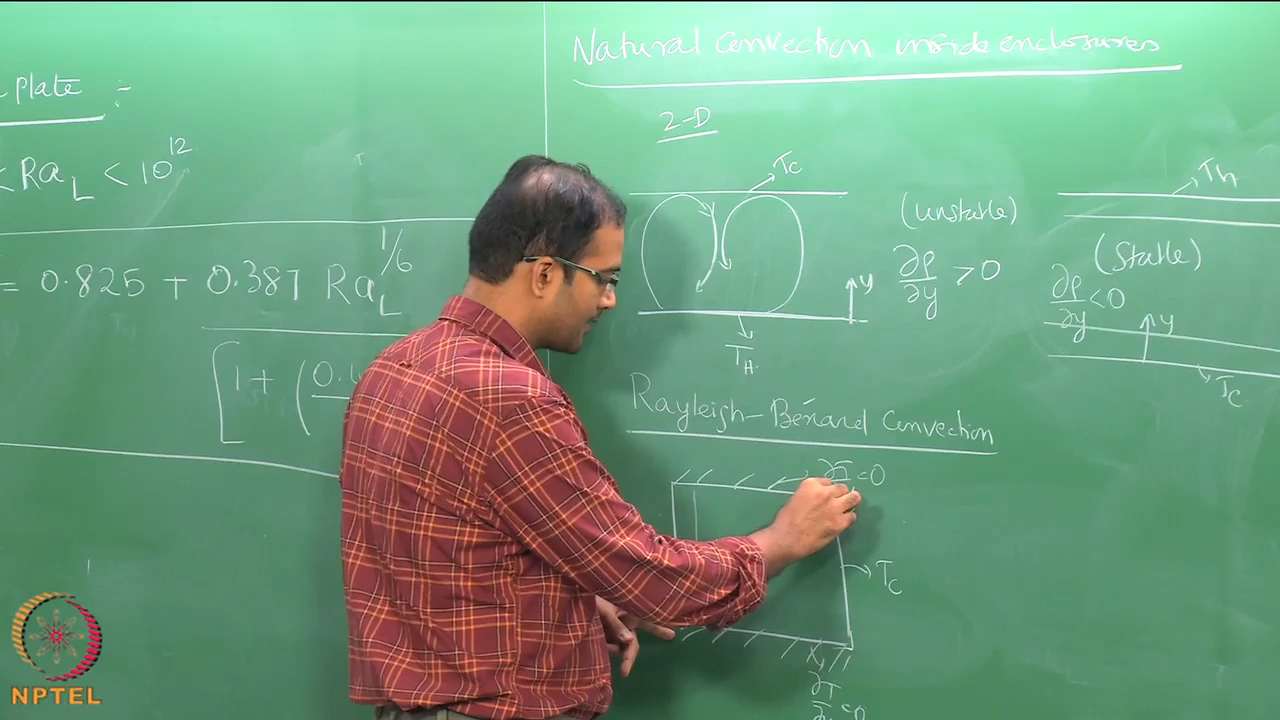 plate :-
< Ra_L < 10^12
= 0.825 + 0.387 Ra_L^1/6
[1 + (0.4
Natural Convection inside enclosures
2-D
Tc
(Unstable)
∂ρ/∂y > 0
y
T_H
Th
(Stable)
∂ρ/∂y < 0
y
Tc
Rayleigh-Bénard Convection
∂T =0
Tc
∂T
=0
NPTEL